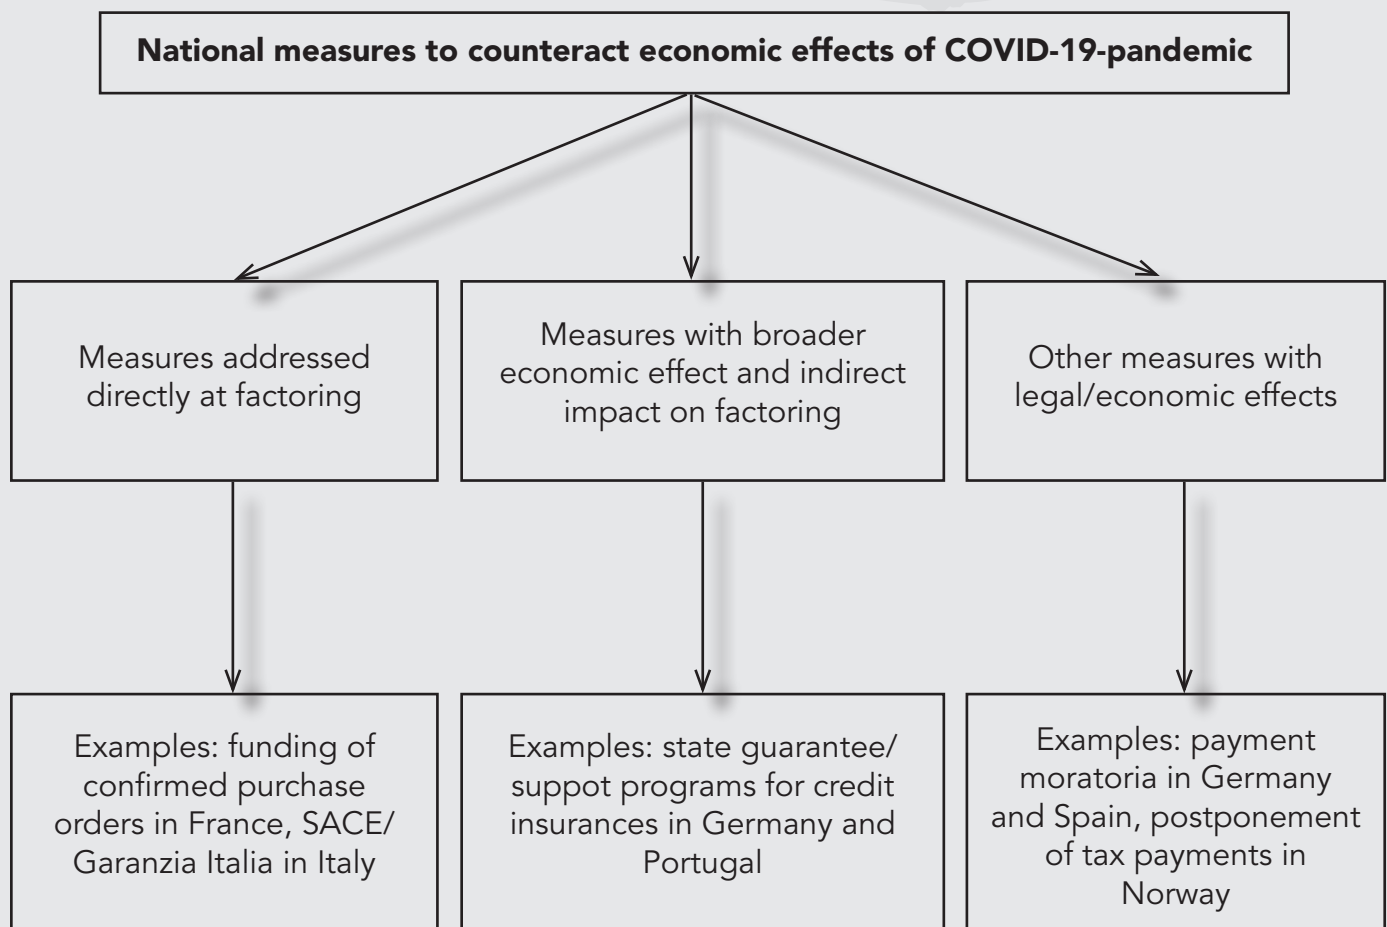 National measures to counteract economic effects of COVID-19-pandemic
Measures addressed
directly at factoring
Measures with broader
economic effect and indirect
impact on factoring
Other measures with
legal/economic effects
Examples: funding of
confirmed purchase
orders in France, SACE/
Garanzia Italia in Italy
Examples: state guarantee/
suppot programs for credit
insurances in Germany and
Portugal
Examples: payment
moratoria in Germany
and Spain, postponement
of tax payments in
Norway